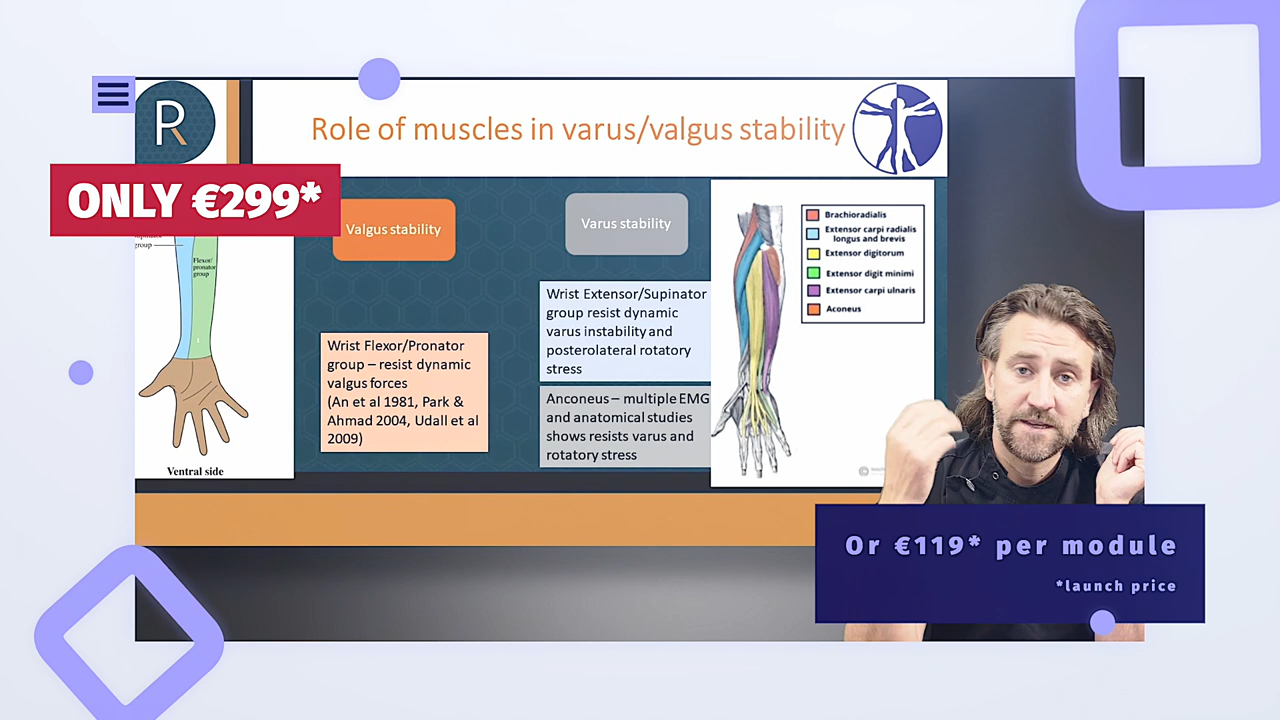 R
Role of muscles in varus/valgus stability
ONLY €299*
group
Flexor/
pronator
group
Ventral side
Valgus stability
Wrist Flexor/Pronator
group – resist dynamic
valgus forces
(An et al 1981, Park &
Ahmad 2004, Udall et al
2009)
Varus stability
Wrist Extensor/Supinator
group resist dynamic
varus instability and
posterolateral rotatory
stress
Anconeus – multiple EMG
and anatomical studies
shows resists varus and
rotatory stress
Brachioradialis
Extensor carpi radialis
longus and brevis
Extensor digitorum
Extensor digit minimi
Extensor carpi ulnaris
Aconeus
Or €119* per module
*launch price